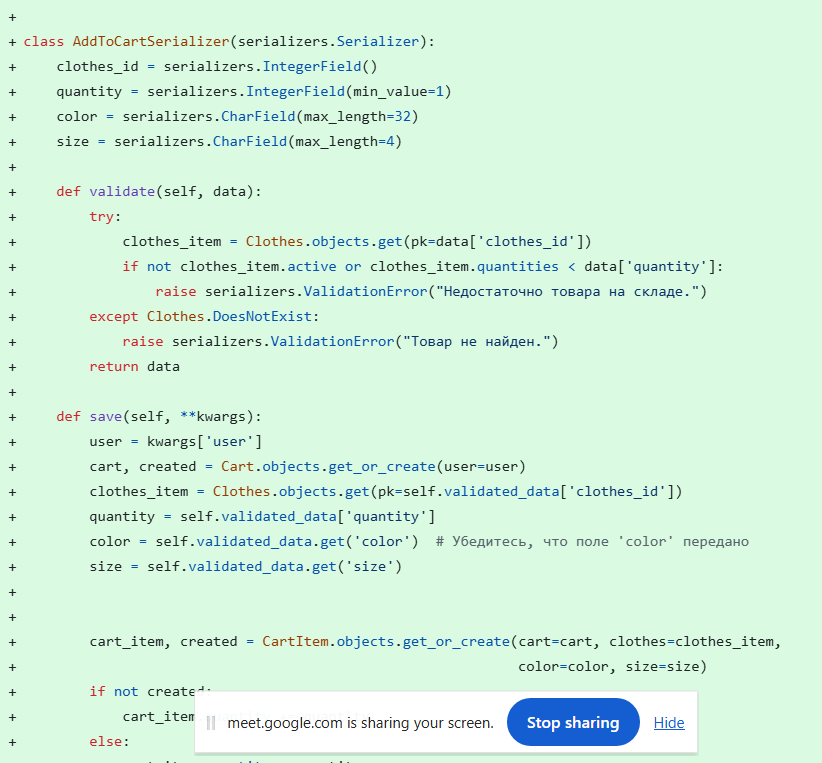 +
+ class AddToCartSerializer(serializers.Serializer):
+     clothes_id = serializers.IntegerField()
+     quantity = serializers.IntegerField(min_value=1)
+     color = serializers.CharField(max_length=32)
+     size = serializers.CharField(max_length=4)
+
+     def validate(self, data):
+         try:
+             clothes_item = Clothes.objects.get(pk=data['clothes_id'])
+             if not clothes_item.active or clothes_item.quantities < data['quantity']:
+                 raise serializers.ValidationError("Недостаточно товара на складе.")
+         except Clothes.DoesNotExist:
+             raise serializers.ValidationError("Товар не найден.")
+         return data
+
+     def save(self, **kwargs):
+         user = kwargs['user']
+         cart, created = Cart.objects.get_or_create(user=user)
+         clothes_item = Clothes.objects.get(pk=self.validated_data['clothes_id'])
+         quantity = self.validated_data['quantity']
+         color = self.validated_data.get('color')  # Убедитесь, что поле 'color' передано
+         size = self.validated_data.get('size')
+
+
+         cart_item, created = CartItem.objects.get_or_create(cart=cart, clothes=clothes_item,
+                                                             color=color, size=size)
+         if not created:
+             cart_item
+         else:
meet.google.com is sharing your screen. Stop sharing Hide